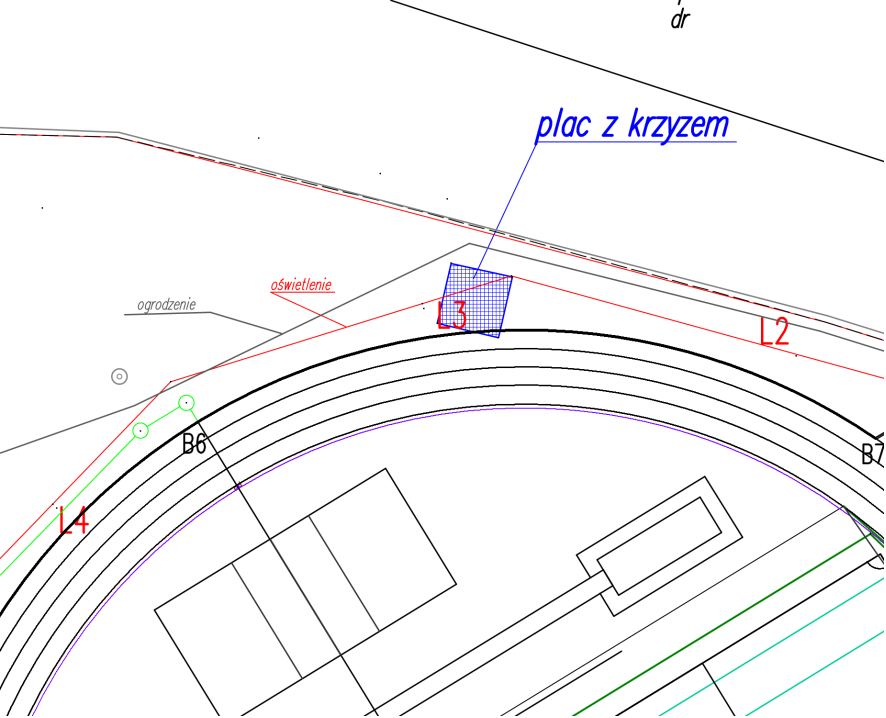 dr
plac z krzyzem
oświetlenie
ogrodzenie
L3
L2
B6
B7
L4